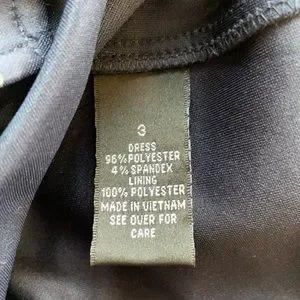 3
DRESS
96% POLYESTER
4% SPANDEX
LINING
100% POLYESTER
MADE IN VIETNAM
SEE OVER FOR
CARE